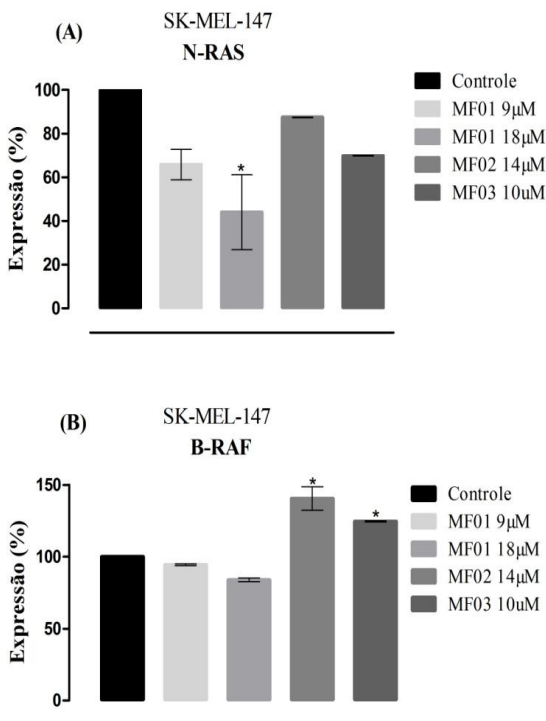 (A)
SK-MEL-147
N-RAS
Expressão (%)
100
80
60
40
20
0
*
Controle
MF01 9μM
MF01 18μM
MF02 14μM
MF03 10uM
(B)
SK-MEL-147
B-RAF
Expressão (%)
150
100
50
0
*
*
Controle
MF01 9μM
MF01 18μM
MF02 14μM
MF03 10uM